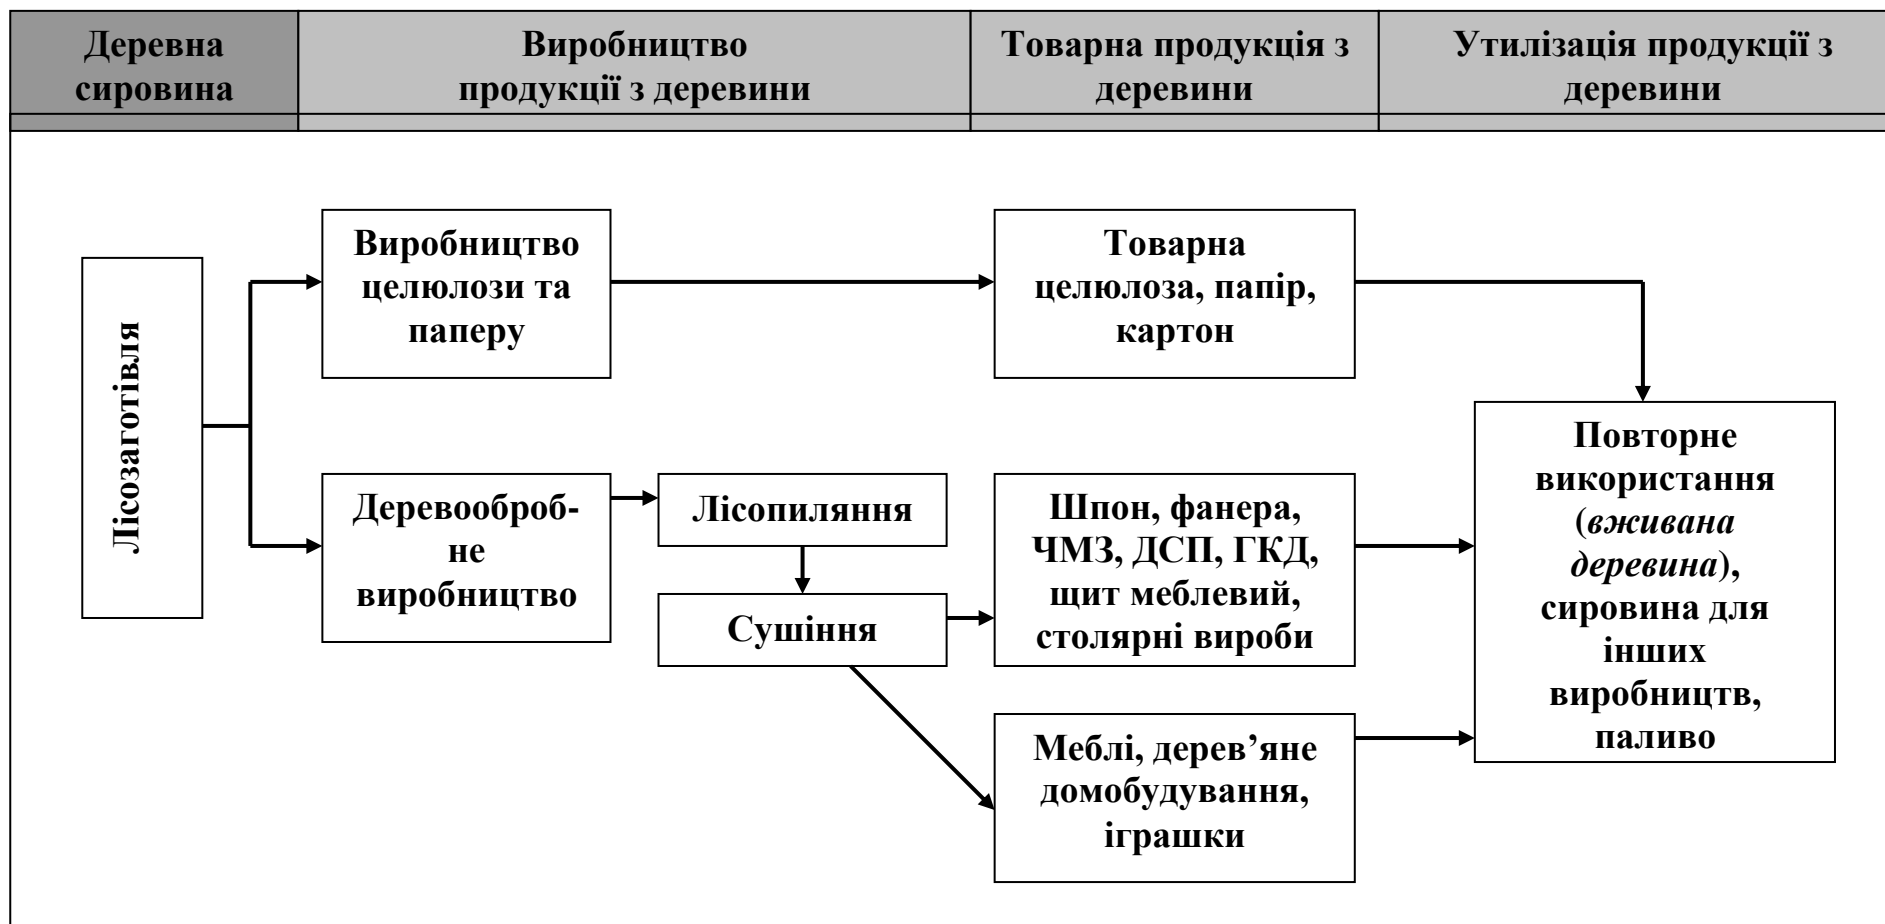 Деревна
сировина
Виробництво
продукції з деревини
Товарна продукція з
деревини
Утилізація продукції з
деревини
Лісозаготівля
Виробництво
целюлози та
паперу
Товарна
целюлоза, папір,
картон
Деревооброб-
не
виробництво
Лісопиляння
Сушіння
Шпон, фанера,
ЧМЗ, ДСП, ГКД,
щит меблевий,
столярні вироби
Меблі, дерев’яне
домобудування,
іграшки
Повторне
використання
(вживана
деревина),
сировина для
інших
виробництв,
паливо